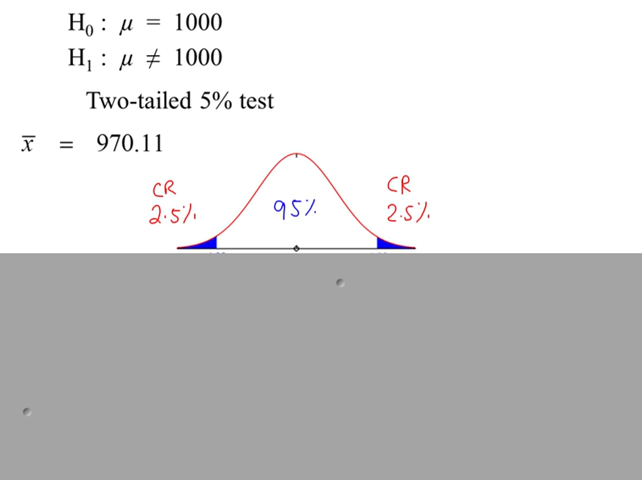 H₀ : μ = 1000
H₁ : μ ≠ 1000
Two-tailed 5% test
x̅ = 970.11
CR
2.5%
95%
CR
2.5%